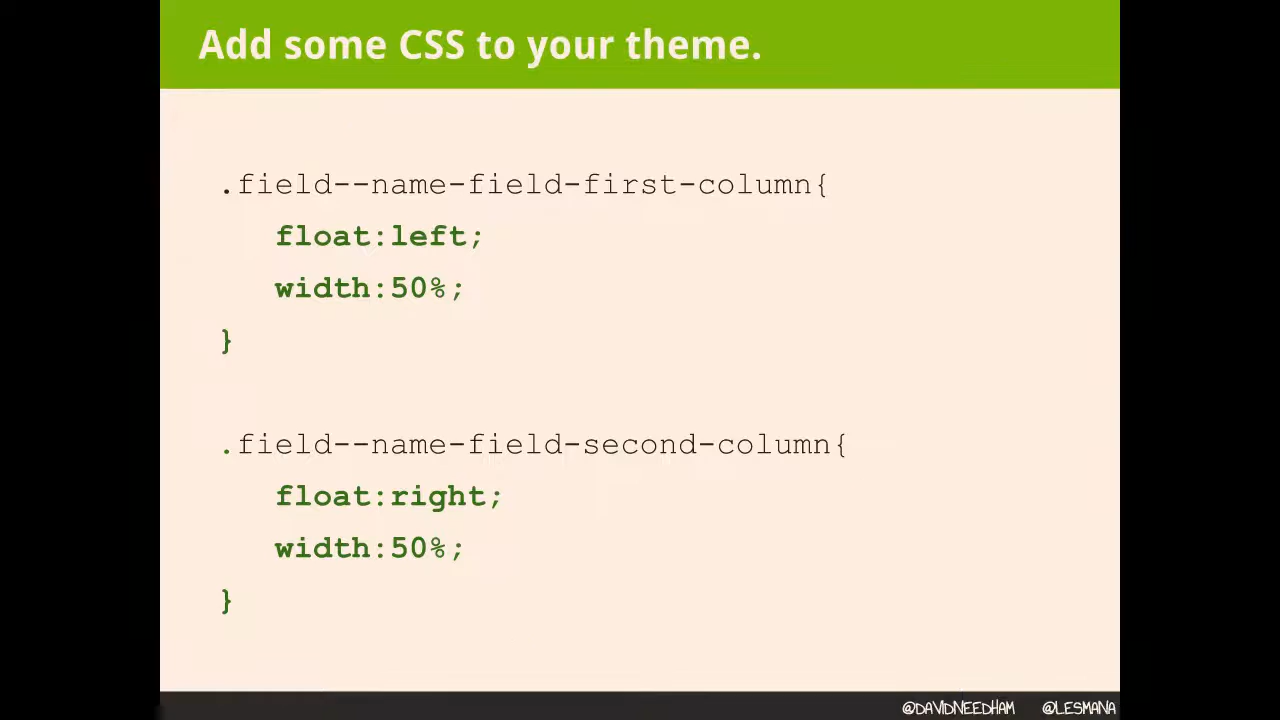 Add some CSS to your theme.
.field--name-field-first-column{
float:left;
width:50%;
}
.field--name-field-second-column{
float:right;
width:50%;
}
@DAVIDNEEDHAM @LESMANA